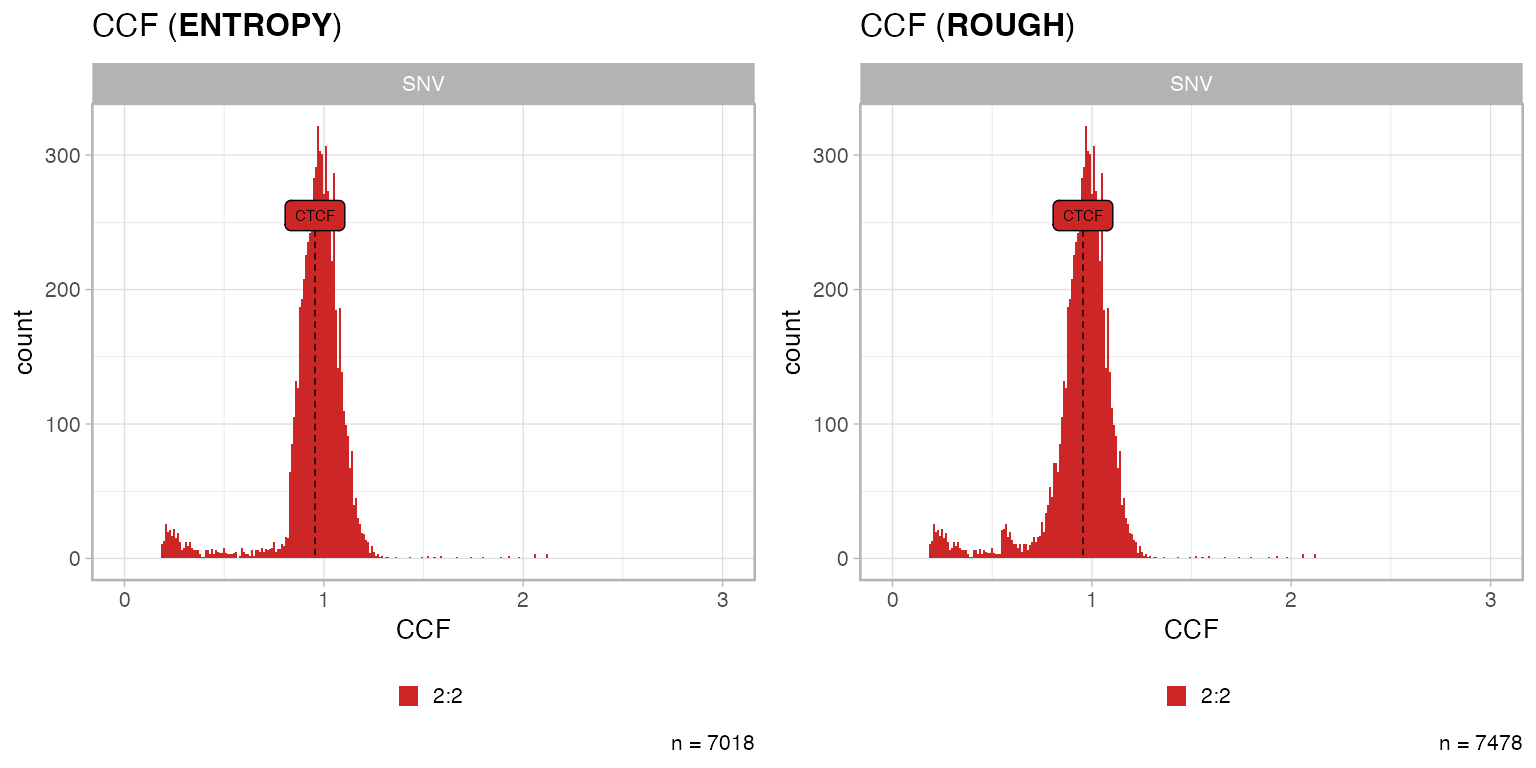 CCF (ENTROPY)
SNV
300
200
100
0
count
CTCF
0 1 2 3
CCF
2:2
n = 7018
CCF (ROUGH)
SNV
300
200
100
0
count
CTCF
0 1 2 3
CCF
2:2
n = 7478